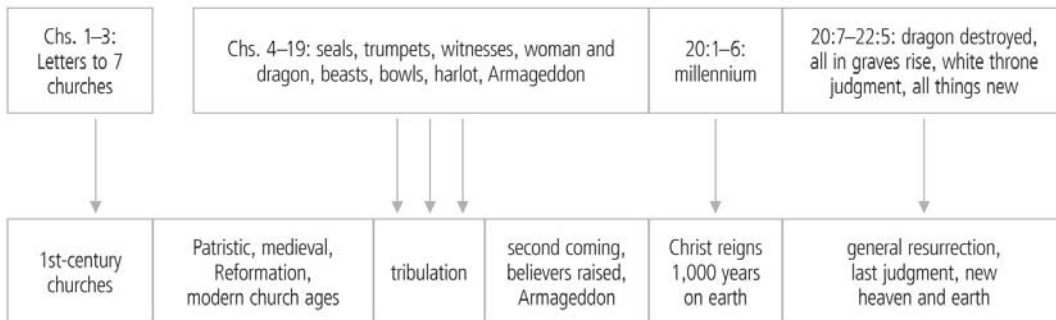 Chs. 1–3:
Letters to 7
churches
Chs. 4–19: seals, trumpets, witnesses, woman and
dragon, beasts, bowls, harlot, Armageddon
20:1–6:
millennium
20:7–22:5: dragon destroyed,
all in graves rise, white throne
judgment, all things new
1st-century
churches
Patristic, medieval,
Reformation,
modern church ages
tribulation
second coming,
believers raised,
Armageddon
Christ reigns
1,000 years
on earth
general resurrection,
last judgment, new
heaven and earth